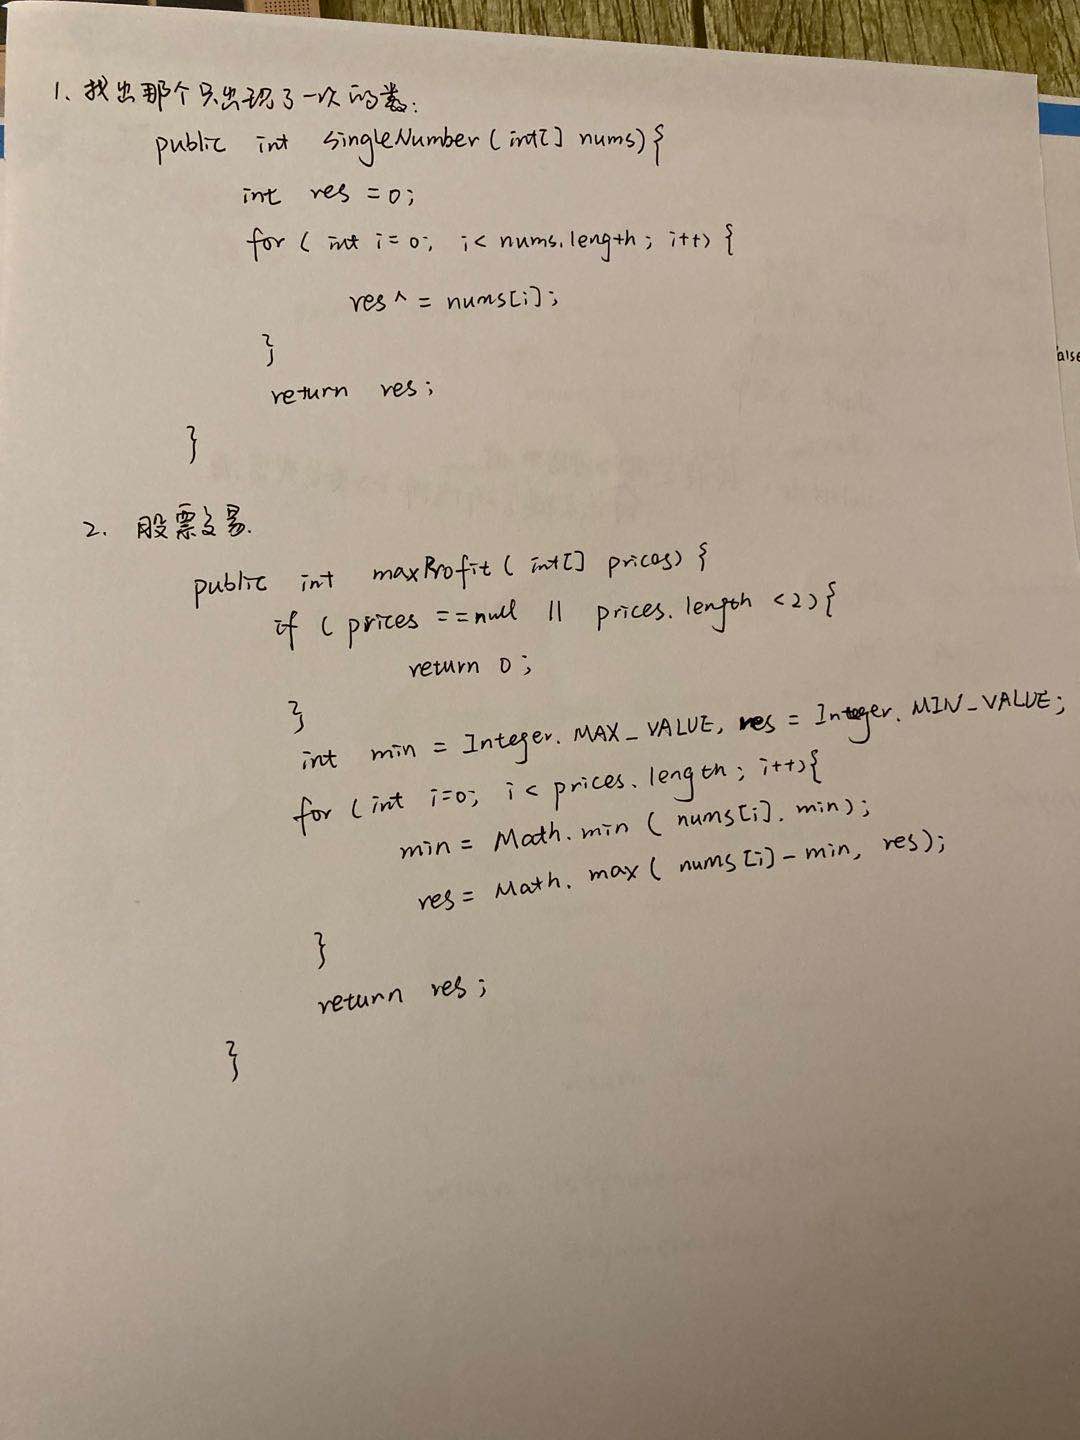 1、找出那个只出现了一次的数:
public int singleNumber(int[] nums){
int res = 0;
for( int i=0; i< nums.length; i++){
res^ = nums[i];
}
return res;
}
2. 股票交易.
public int maxProfit( int[] prices) {
if ( prices ==null || prices.length <2){
return 0;
}
int min = Integer.MAX_VALUE, res = Integer.MIN_VALUE;
for (int i=0; i< prices.length; i++){
min = Math.min ( nums[i]. min);
res = Math.max( nums[i]-min, res);
}
return res;
}
alse